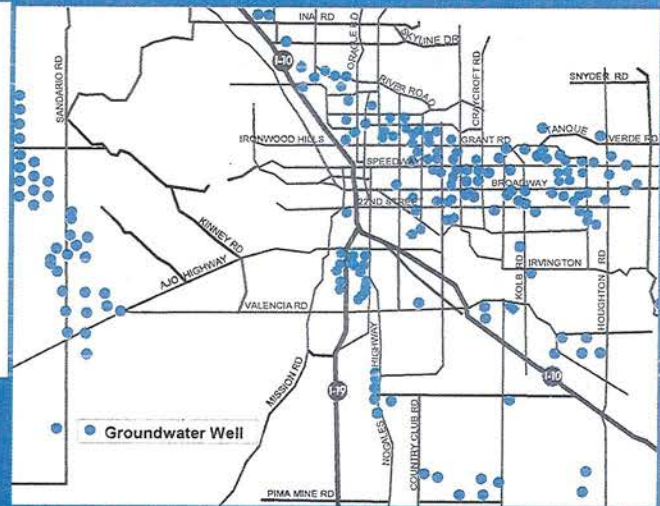 INA RD
SKYLINE DR
ORACLE RD
I-10
SANDARIO RD
RIVER ROAD
CRAYCROFT RD
SNYDER RD
IRONWOOD HILLS
GRANT RD
TANQUE
VERDE RD
SPEEDWAY
BROADWAY
22ND STREET
KINNEY RD
AJO HIGHWAY
IRVINGTON
KOLB RD
HOUGHTON RD
VALENCIA RD
MISSION RD
NOGALES
HIGHWAY
I-19
I-10
COUNTRY CLUB RD
Groundwater Well
PIMA MINE RD